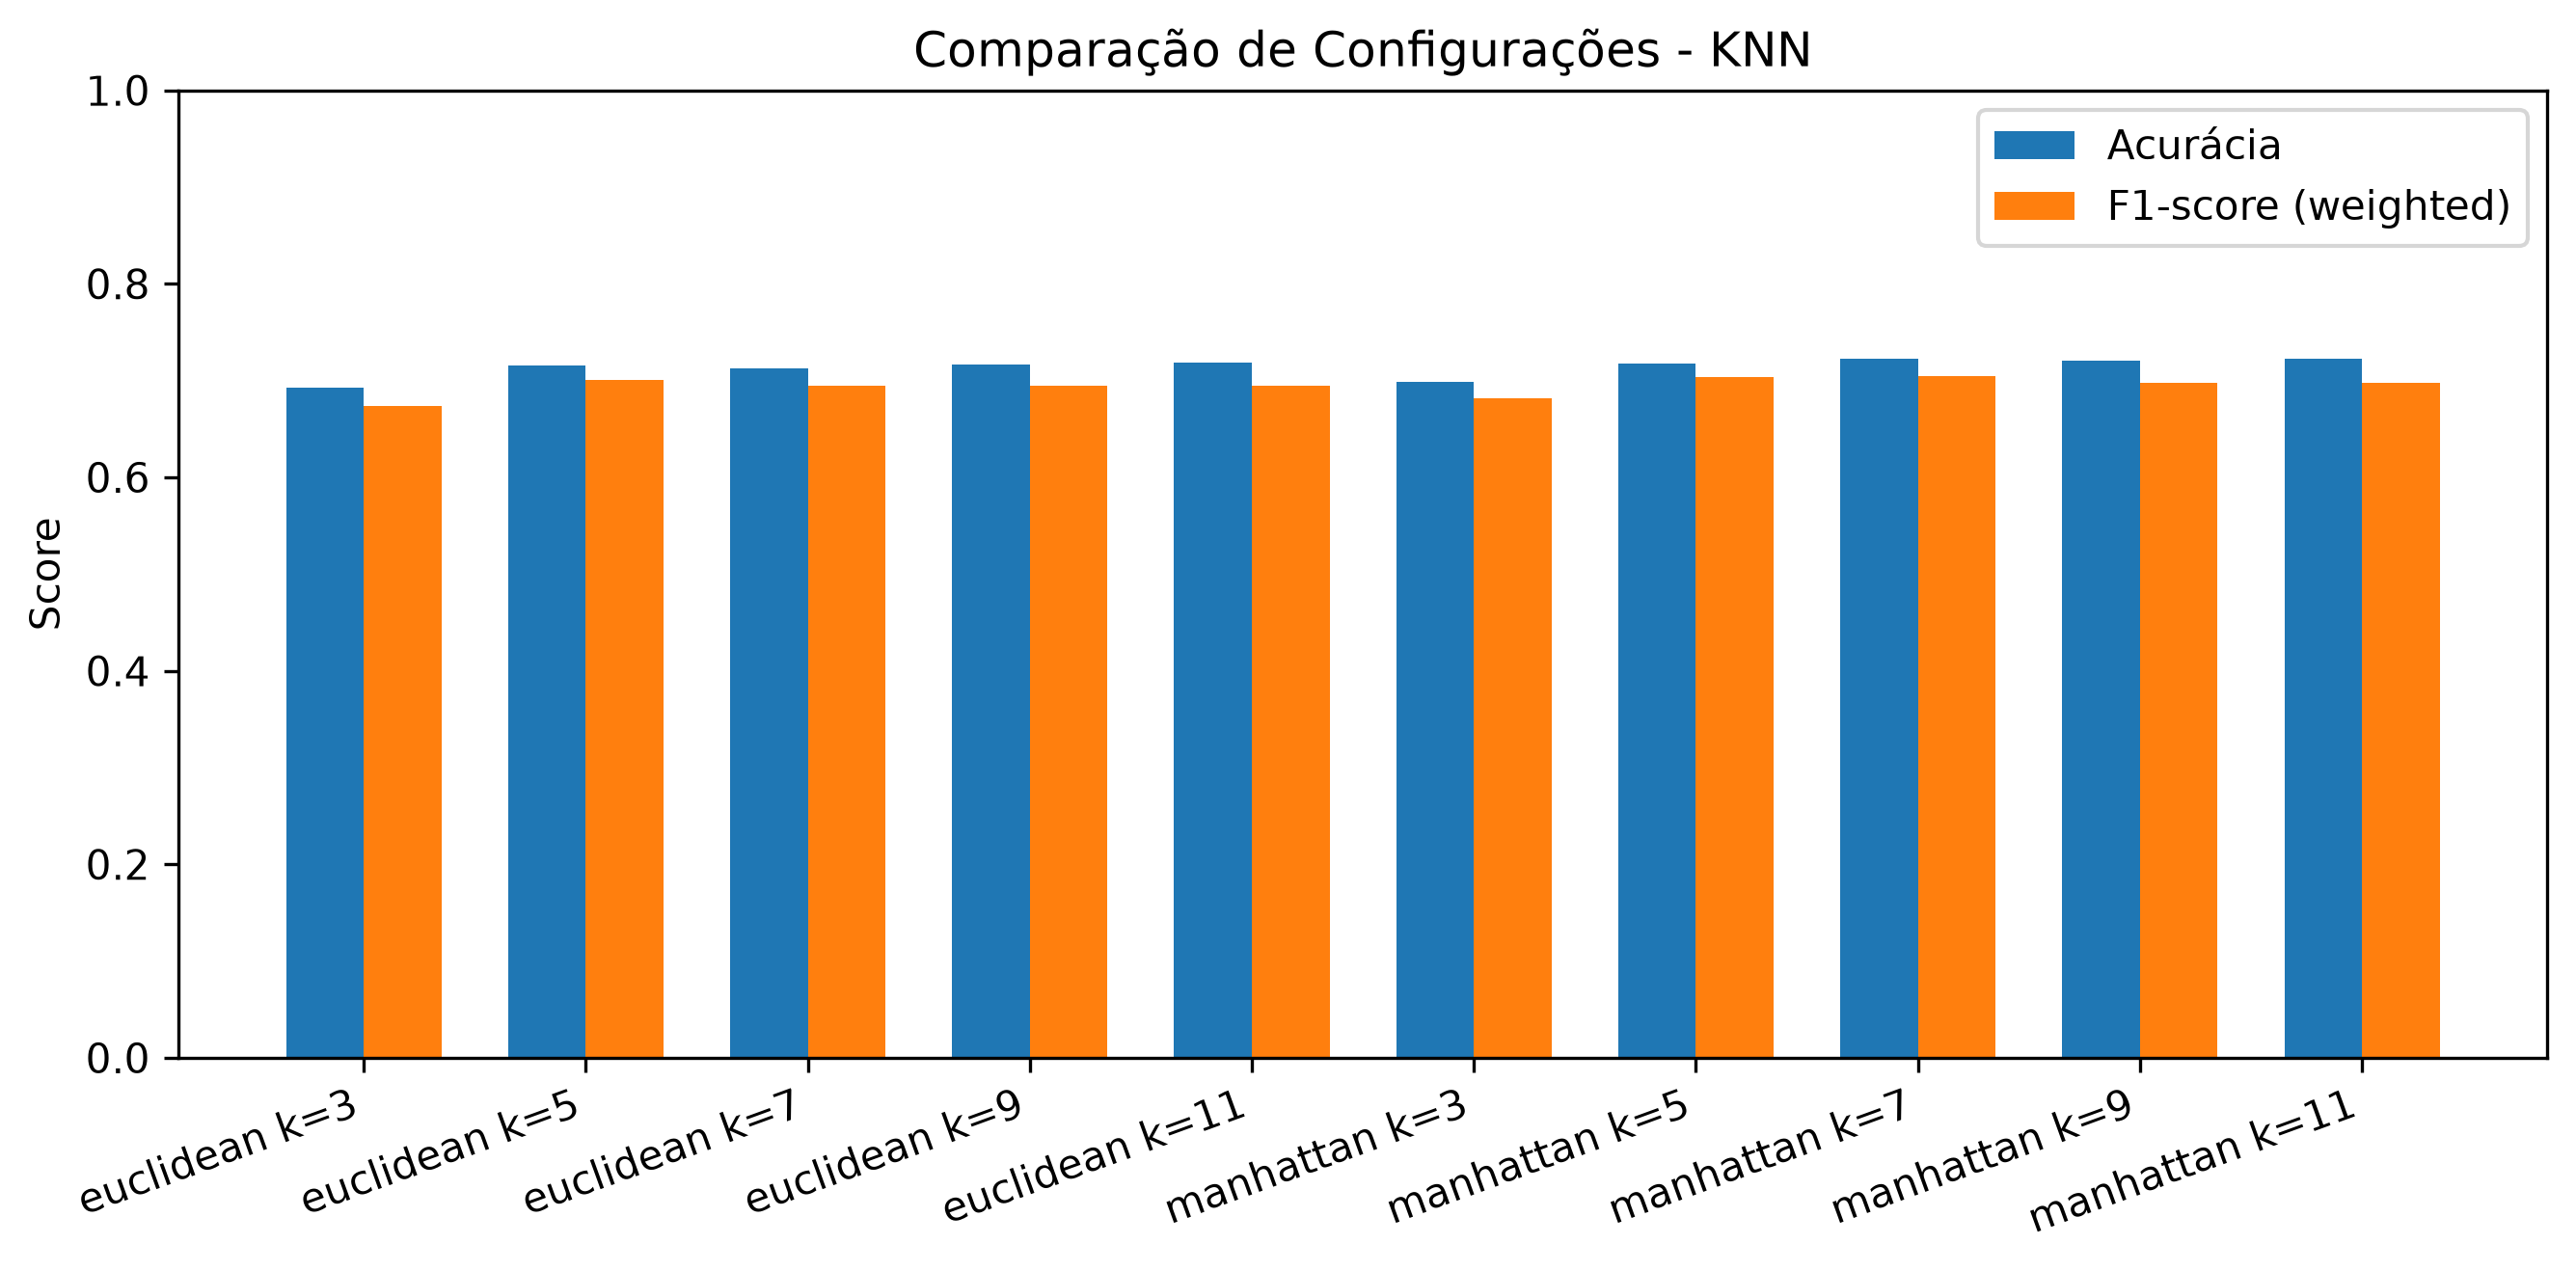 Comparação de Configurações - KNN
Acurácia
F1-score (weighted)
Score
1.0
0.8
0.6
0.4
0.2
0.0
euclidean k=3
euclidean k=5
euclidean k=7
euclidean k=9
euclidean k=11
manhattan k=3
manhattan k=5
manhattan k=7
manhattan k=9
manhattan k=11